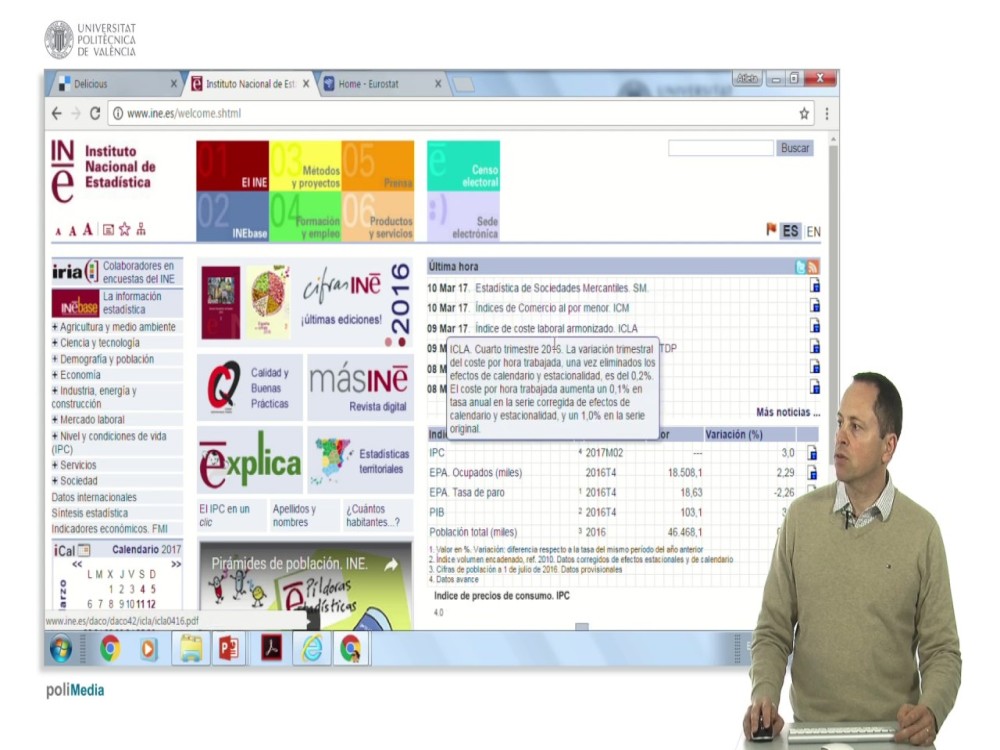 UNIVERSITAT
POLITÈCNICA
DE VALÈNCIA
Delicious
Instituto Nacional de Est
Home - Eurostat
www.ine.es/welcome.shtml
INe
Instituto
Nacional de
Estadística
A A A
01
El INE
03
Métodos
y proyectos
05
Prensa
02
INEbase
04
Formación
y empleo
06
Productos
y servicios
Censo
electoral
Sede
electrónica
Buscar
ES EN
iria
Colaboradores en
encuestas del INE
INEbase
La información
estadística
+ Agricultura y medio ambiente
+ Ciencia y tecnología
+ Demografía y población
+ Economía
+ Industria, energía y
construcción
+ Mercado laboral
+ Nivel y condiciones de vida
(IPC)
+ Servicios
+ Sociedad
Datos internacionales
Síntesis estadística
Indicadores económicos. FMI
iCal
Calendario 2017
<< >>
L M X J V S D
1 2 3 4 5
6 7 8 9 10 11 12
arzo
cifras INē
¡últimas ediciones!
2016
Calidad y
Buenas
Prácticas
másINē
Revista digital
explica
Estadísticas
territoriales
El IPC en un
clic
Apellidos y
nombres
¿Cuántos
habitantes...?
Pirámides de población. INE.
Píldoras
estadísticas
Última hora
10 Mar 17. Estadística de Sociedades Mercantiles. SM.
10 Mar 17. Índices de Comercio al por menor. ICM
09 Mar 17. Índice de coste laboral armonizado. ICLA
09 M
TDP
08 M
08 M
ICLA. Cuarto trimestre 2016. La variación trimestral
del coste por hora trabajada, una vez eliminados los
efectos de calendario y estacionalidad, es del 0,2%.
El coste por hora trabajada aumenta un 0,1% en
tasa anual en la serie corregida de efectos de
calendario y estacionalidad, y un 1,0% en la serie
original.
Más noticias ...
Indi
or
Variación (%)
IPC 4 2017M02 --- 3,0
EPA. Ocupados (miles) 2016T4 18.508,1 2,29
EPA. Tasa de paro 1 2016T4 18,63 -2,26
PIB 2 2016T4 103,1 3
Población total (miles) 3 2016 46.468,1
1. Valor en %. Variación: diferencia respecto a la tasa del mismo periodo del año anterior
2. Índice volumen encadenado, ref. 2010. Datos corregidos de efectos estacionales y de calendario
3. Cifras de población a 1 de julio de 2016. Datos provisionales
4. Datos avance
Indice de precios de consumo. IPC
4.0
www.ine.es/daco/daco42/icla/icla0416.pdf
poliMedia